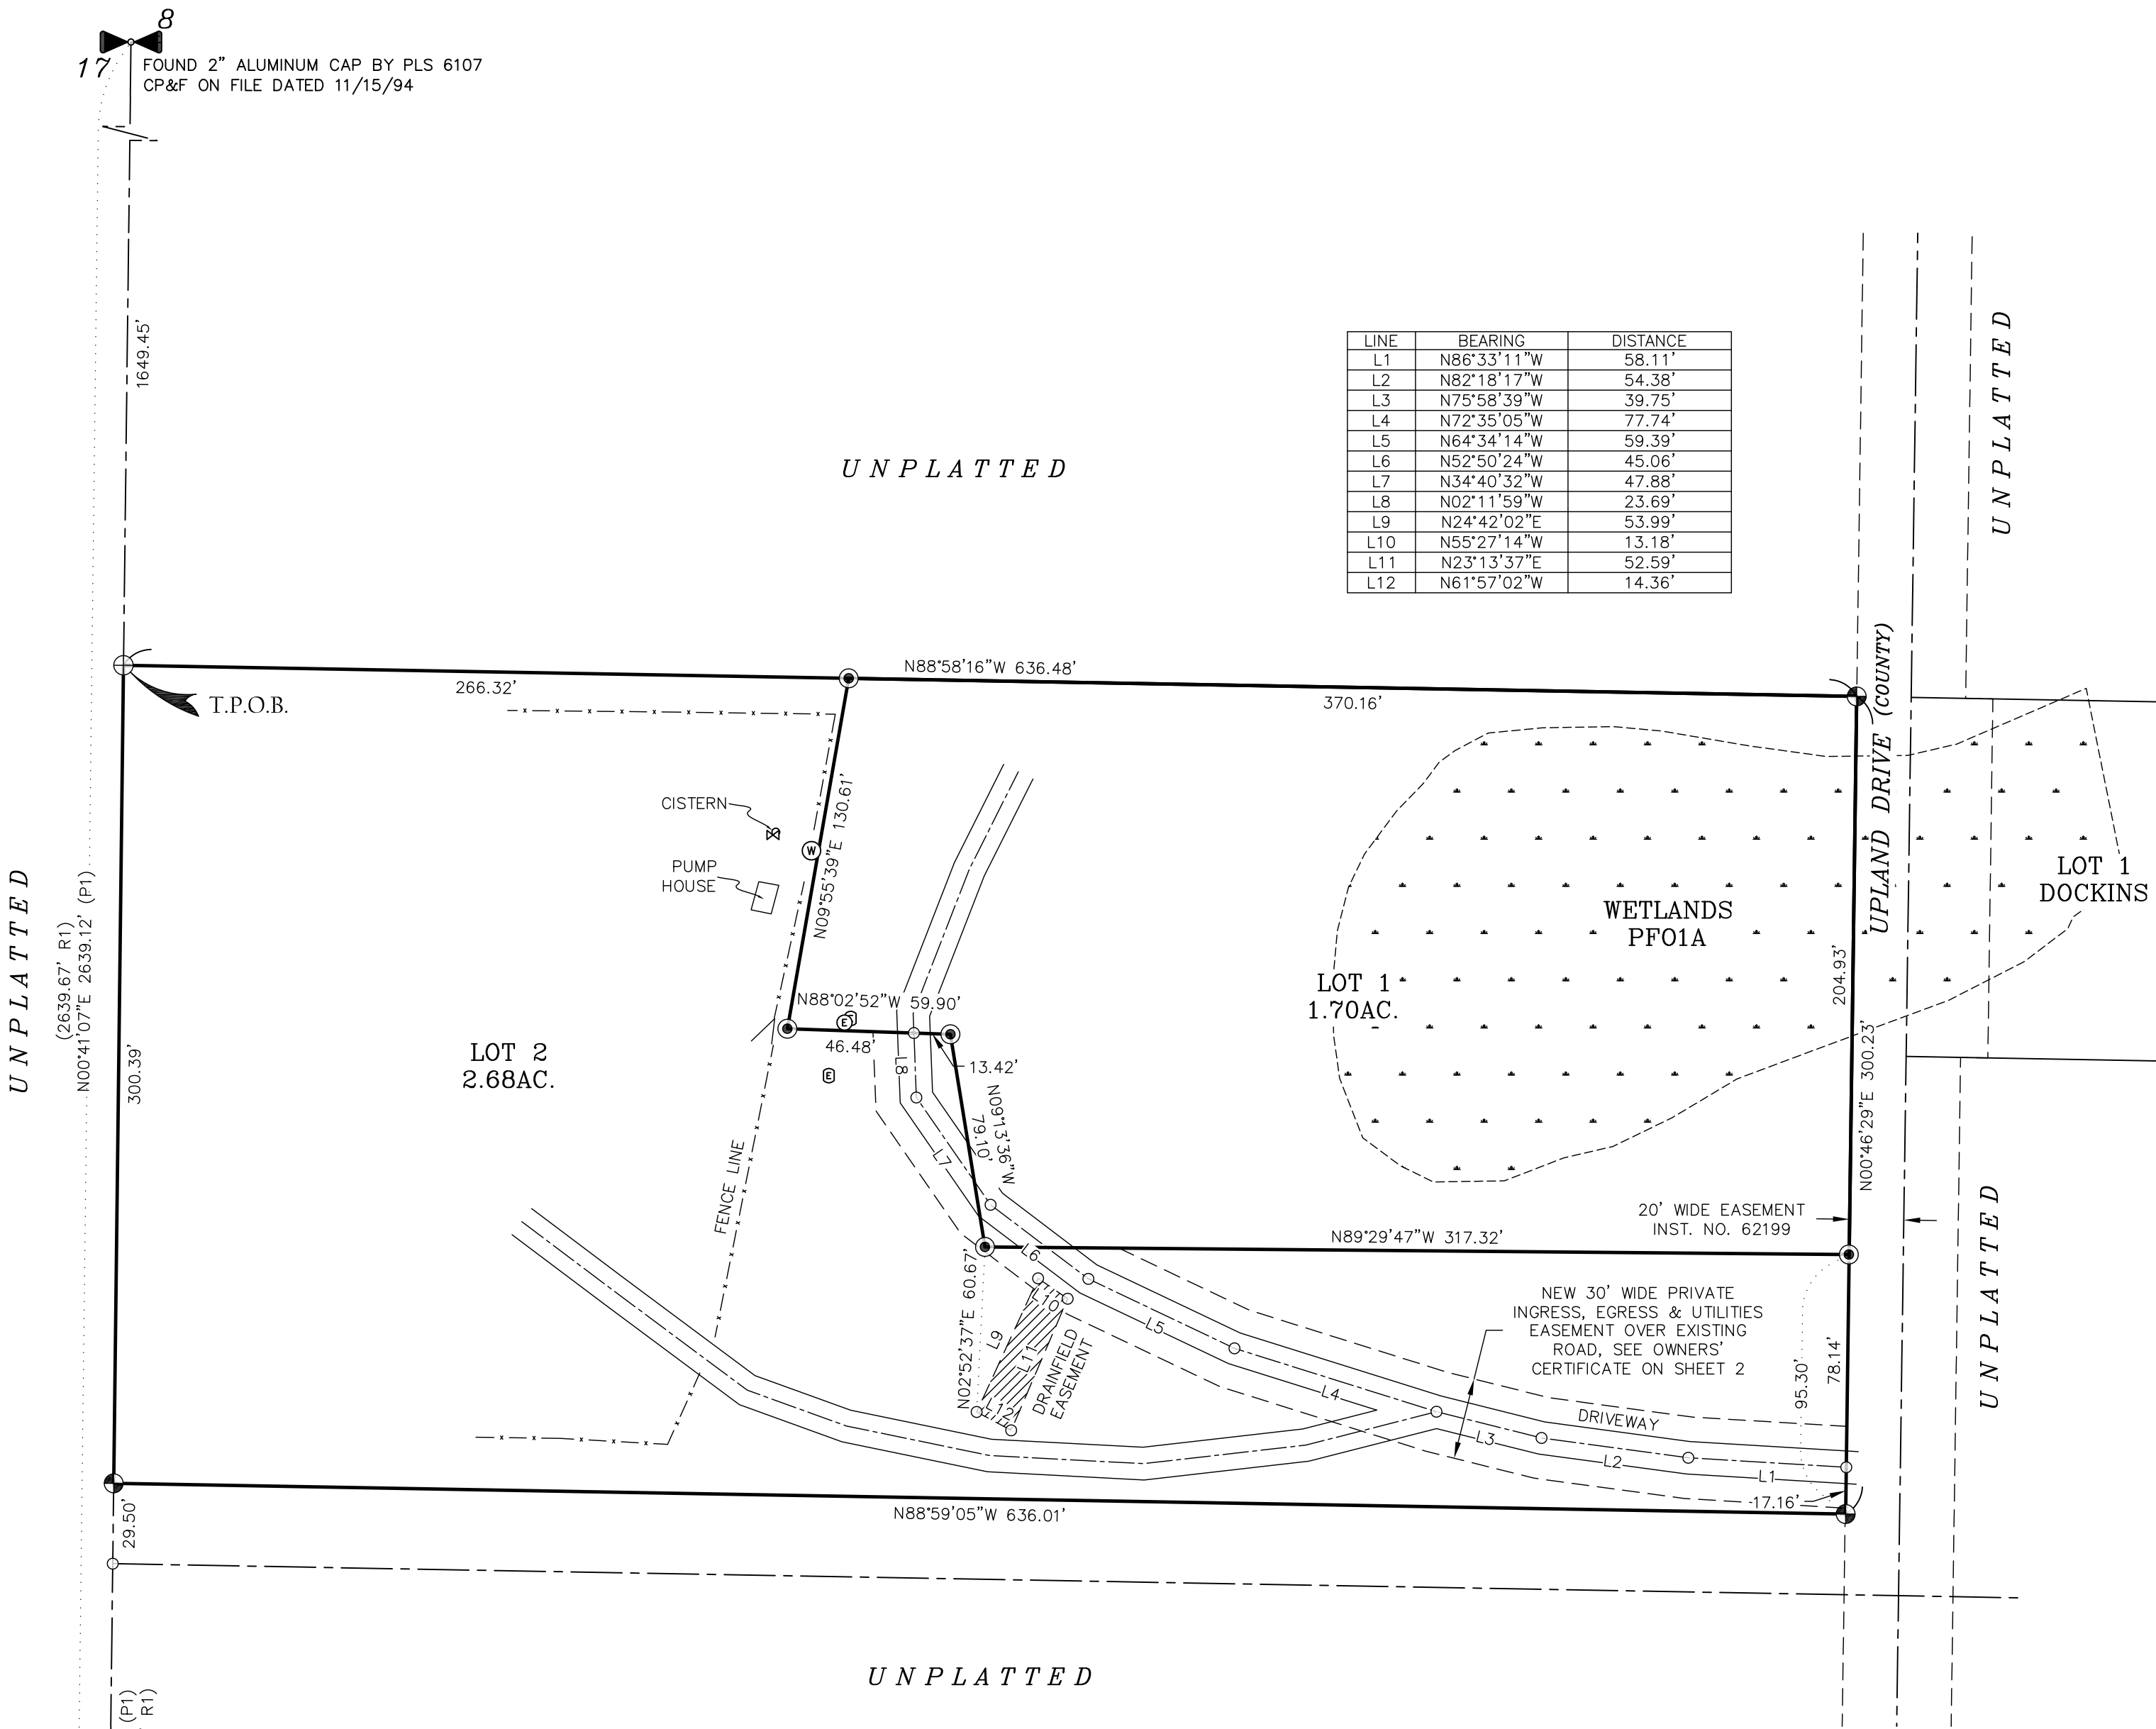 8
17
FOUND 2" ALUMINUM CAP BY PLS 6107
CP&F ON FILE DATED 11/15/94
1649.45'
UNPLATTED
LINE BEARING DISTANCE
L1 N86°33'11"W 58.11'
L2 N82°18'17"W 54.38'
L3 N75°58'39"W 39.75'
L4 N72°35'05"W 77.74'
L5 N64°34'14"W 59.39'
L6 N52°50'24"W 45.06'
L7 N34°40'32"W 47.88'
L8 N02°11'59"W 23.69'
L9 N24°42'02"E 53.99'
L10 N55°27'14"W 13.18'
L11 N23°13'37"E 52.59'
L12 N61°57'02"W 14.36'
UNPLATTED
N88°58'16"W 636.48'
266.32'
370.16'
T.P.O.B.
UPLAND DRIVE (COUNTY)
CISTERN
PUMP
HOUSE
W
N09°55'39"E 130.61'
WETLANDS
PF01A
LOT 1
DOCKINS
UNPLATTED
(2639.67' R1)
N00°41'07"E 2639.12' (P1)
300.39'
LOT 2
2.68AC.
N88°02'52"W 59.90'
E
46.48'
E
L8
13.42'
N09°13'36"W
79.10'
LOT 1
1.70AC.
204.93'
N00°46'29"E 300.23'
FENCE LINE
L7
L6
N89°29'47"W 317.32'
20' WIDE EASEMENT
INST. NO. 62199
UNPLATTED
N02°52'37"E 60.67'
L10
L9
L11
L12
DRAINFIELD
EASEMENT
L5
L4
NEW 30' WIDE PRIVATE
INGRESS, EGRESS & UTILITIES
EASEMENT OVER EXISTING
ROAD, SEE OWNERS'
CERTIFICATE ON SHEET 2
DRIVEWAY
95.30'
78.14'
L3
L2
L1
17.16'
29.50'
N88°59'05"W 636.01'
UNPLATTED
(P1)
R1)